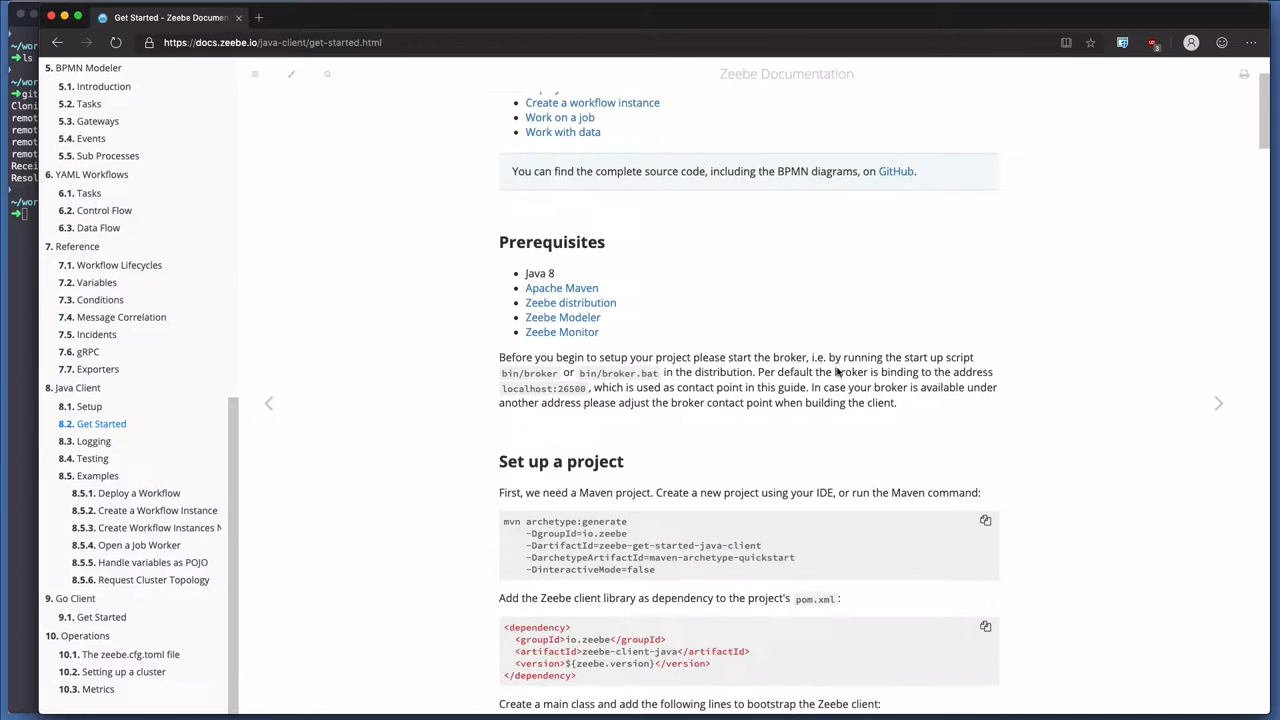 Get Started - Zeebe Documen
https://docs.zeebe.io/java-client/get-started.html
~/wor
ls
~/wor
git
Cloni
remot
remot
remot
remot
Recei
Resol
~/wor
5. BPMN Modeler
5.1. Introduction
5.2. Tasks
5.3. Gateways
5.4. Events
5.5. Sub Processes
6. YAML Workflows
6.1. Tasks
6.2. Control Flow
6.3. Data Flow
7. Reference
7.1. Workflow Lifecycles
7.2. Variables
7.3. Conditions
7.4. Message Correlation
7.5. Incidents
7.6. gRPC
7.7. Exporters
8. Java Client
8.1. Setup
8.2. Get Started
8.3. Logging
8.4. Testing
8.5. Examples
8.5.1. Deploy a Workflow
8.5.2. Create a Workflow Instance
8.5.3. Create Workflow Instances N
8.5.4. Open a Job Worker
8.5.5. Handle variables as POJO
8.5.6. Request Cluster Topology
9. Go Client
9.1. Get Started
10. Operations
10.1. The zeebe.cfg.toml file
10.2. Setting up a cluster
10.3. Metrics
Zeebe Documentation
Create a workflow instance
Work on a job
Work with data
You can find the complete source code, including the BPMN diagrams, on GitHub.
Prerequisites
Java 8
Apache Maven
Zeebe distribution
Zeebe Modeler
Zeebe Monitor
Before you begin to setup your project please start the broker, i.e. by running the start up script
bin/broker or bin/broker.bat in the distribution. Per default the broker is binding to the address
localhost:26500, which is used as contact point in this guide. In case your broker is available under
another address please adjust the broker contact point when building the client.
Set up a project
First, we need a Maven project. Create a new project using your IDE, or run the Maven command:
mvn archetype:generate
-DgroupId=io.zeebe
-DartifactId=zeebe-get-started-java-client
-DarchetypeArtifactId=maven-archetype-quickstart
-DinteractiveMode=false
Add the Zeebe client library as dependency to the project's pom.xml:
<dependency>
<groupId>io.zeebe</groupId>
<artifactId>zeebe-client-java</artifactId>
<version>${zeebe.version}</version>
</dependency>
Create a main class and add the following lines to bootstrap the Zeebe client: